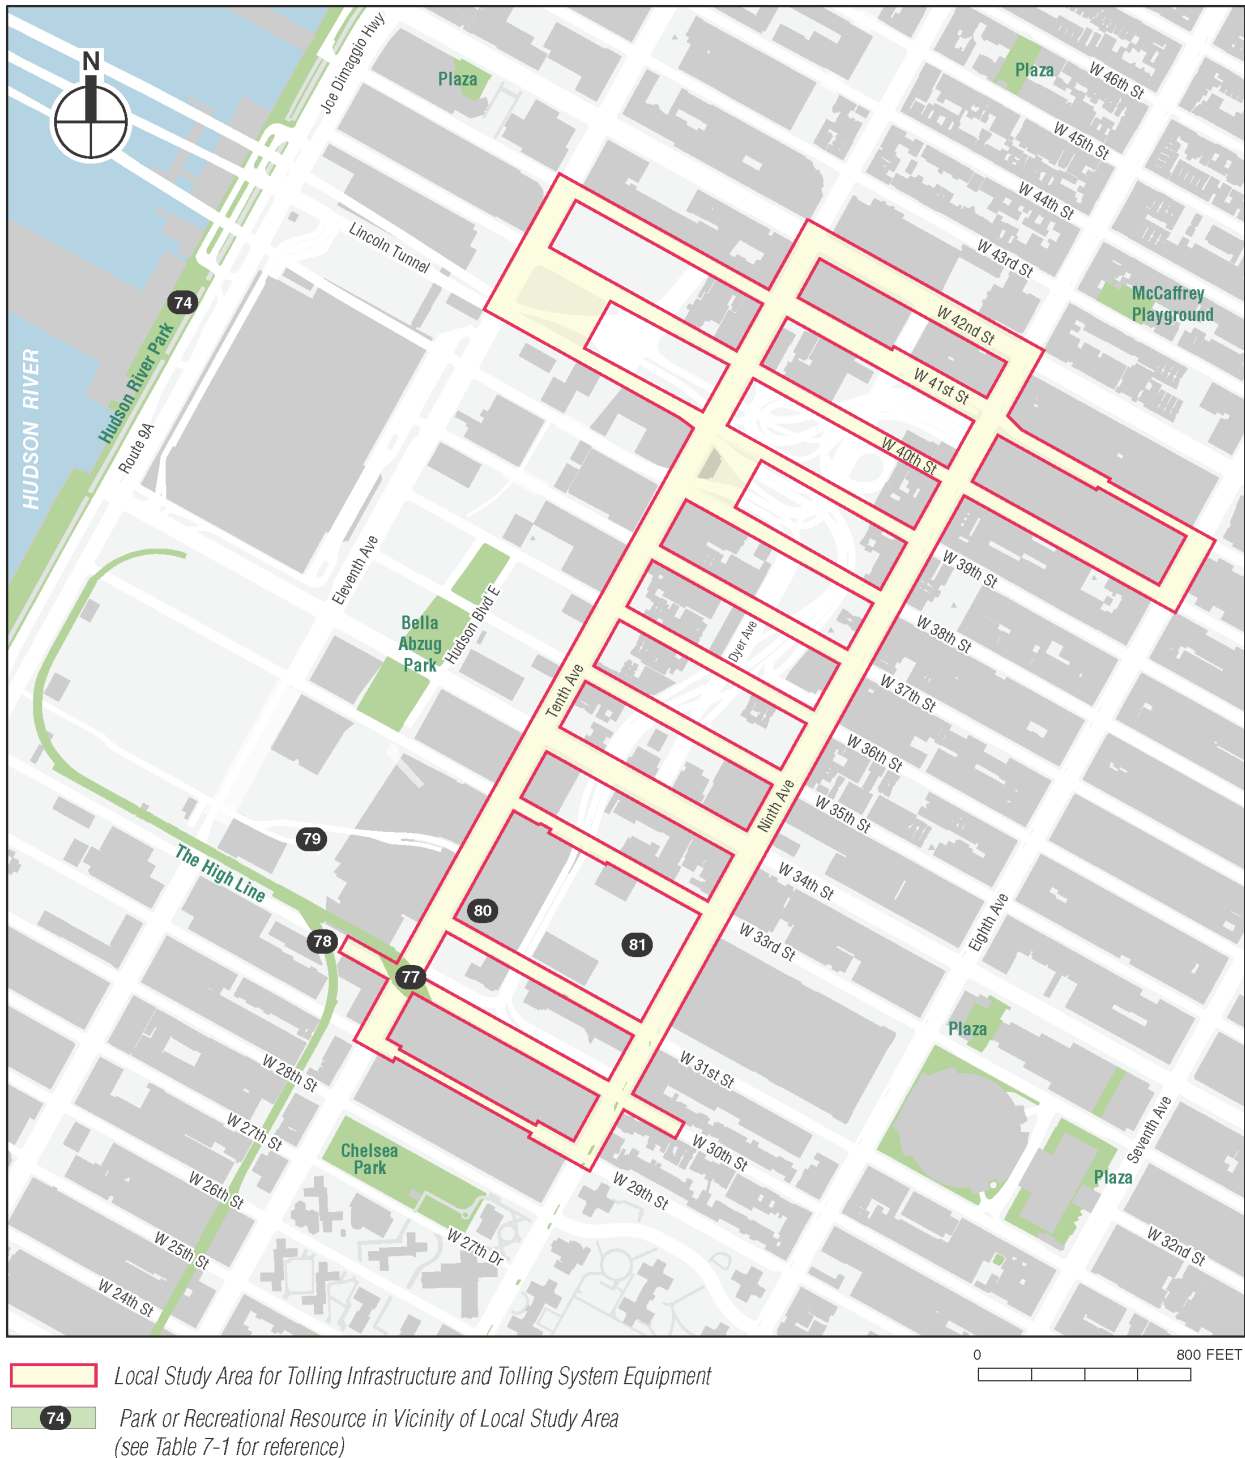 N
Joe Dimaggio Hwy
Plaza
Plaza
W 46th St
W 45th St
W 44th St
W 43rd St
Lincoln Tunnel
McCaffrey
Playground
74
Hudson River Park
HUDSON RIVER
Route 9A
W 42nd St
W 41st St
W 40th St
W 39th St
W 38th St
W 37th St
W 36th St
W 35th St
W 34th St
W 33rd St
Eleventh Ave
Bella
Abzug
Park
Hudson Blvd E
Dyer Ave
Tenth Ave
Ninth Ave
Eighth Ave
79
The High Line
80
81
78
77
Plaza
W 31st St
W 30th St
W 29th St
Seventh Ave
Plaza
W 32nd St
W 28th St
W 27th St
W 26th St
W 25th St
W 24th St
Chelsea
Park
W 27th Dr
0 800 FEET
Local Study Area for Tolling Infrastructure and Tolling System Equipment
74 Park or Recreational Resource in Vicinity of Local Study Area
(see Table 7-1 for reference)